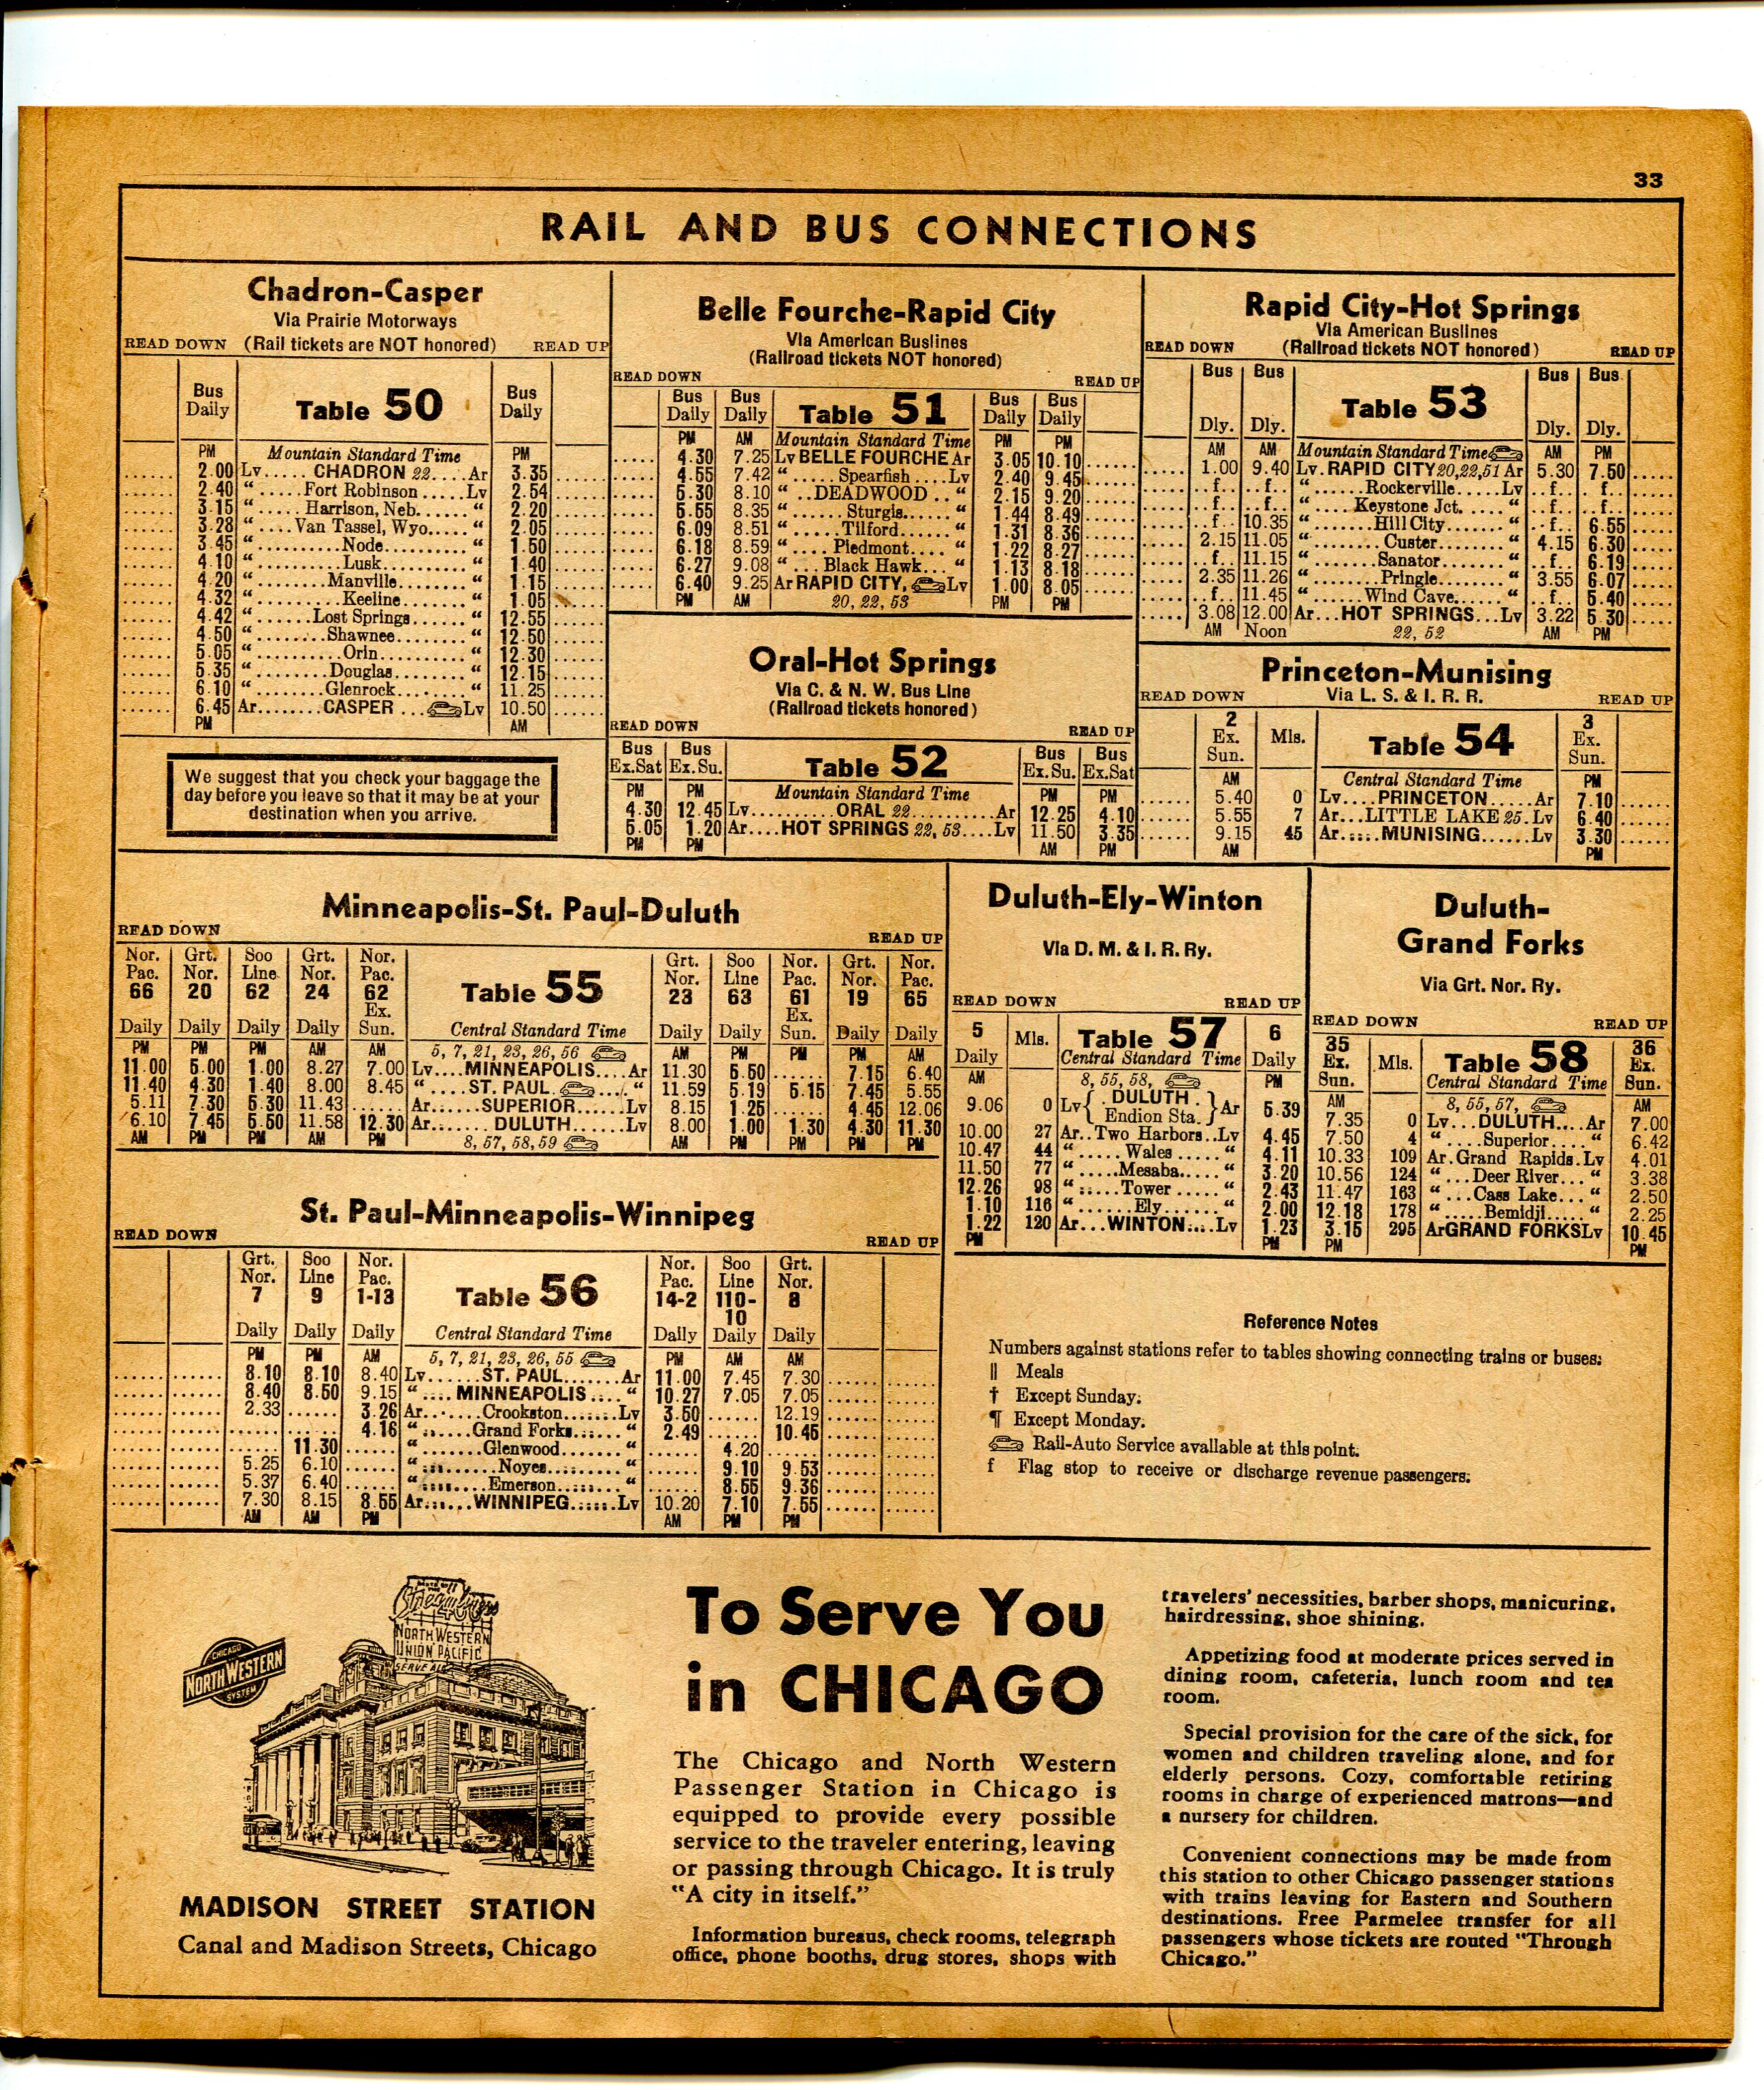 33
RAIL AND BUS CONNECTIONS
Chadron-Casper
Via Prairie Motorways
READ DOWN (Rail tickets are NOT honored) READ UP
Bus Daily Table 50 Bus Daily
PM Mountain Standard Time PM
2.00 Lv..... CHADRON 22.....Ar 3.35
2.40 “ .....Fort Robinson .....Lv 2.54
3.15 “ .....Harrison, Neb...... “ 2.20
3.28 “ ....Van Tassel, Wyo..... “ 2.05
3.45 “ ..........Node.......... “ 1.50
4.10 “ ..........Lusk.......... “ 1.40
4.20 “ ........Manville........ “ 1.15
4.32 “ .........Keeline........ “ 1.05
4.42 “ ......Lost Springs...... “ 12.55
4.50 “ ........Shawnee........ “ 12.50
5.05 “ ..........Orin.......... “ 12.30
5.35 “ ........Douglas........ “ 12.15
6.10 “ ........Glenrock........ “ 11.25
6.45 Ar........CASPER ... Lv 10.50
PM AM
We suggest that you check your baggage the
day before you leave so that it may be at your
destination when you arrive.
Belle Fourche-Rapid City
Via American Buslines
(Railroad tickets NOT honored)
READ DOWN READ UP
Bus Daily Bus Daily Table 51 Bus Daily Bus Daily
PM AM Mountain Standard Time PM PM
4.30 7.25 Lv BELLE FOURCHE Ar 3.05 10.10
4.55 7.42 “ ......Spearfish....Lv 2.40 9.45
5.30 8.10 “ ..DEADWOOD .. “ 2.15 9.20
5.55 8.35 “ ......Sturgis...... “ 1.44 8.49
6.09 8.51 “ ......Tilford...... “ 1.31 8.36
6.18 8.59 “ .... Piedmont.... “ 1.22 8.27
6.27 9.08 “ ... Black Hawk... “ 1.13 8.18
6.40 9.25 Ar RAPID CITY, Lv 1.00 8.05
PM AM 20, 22, 53 PM PM
Oral-Hot Springs
Via C. & N. W. Bus Line
(Railroad tickets honored)
READ DOWN READ UP
Bus Ex.Sat Bus Ex.Su. Table 52 Bus Ex.Su. Bus Ex.Sat
PM PM Mountain Standard Time PM PM
4.30 12.45 Lv..........ORAL 22..........Ar 12.25 4.10
5.05 1.20 Ar....HOT SPRINGS 22, 53....Lv 11.50 3.35
PM PM AM PM
Rapid City-Hot Springs
Via American Buslines
READ DOWN (Railroad tickets NOT honored) READ UP
Bus Bus Table 53 Bus Bus
Dly. Dly. Dly. Dly.
AM AM Mountain Standard Time AM PM
1.00 9.40 Lv.RAPID CITY 20,22,51 Ar 5.30 7.50
f f “ ......Rockerville.....Lv f f
f f “ ....Keystone Jct. .... “ f f
f 10.35 “ .......Hill City....... “ f 6.55
2.15 11.05 “ ........Custer........ “ 4.15 6.30
f 11.15 “ .......Sanator....... “ f 6.19
2.35 11.26 “ ........Pringle........ “ 3.55 6.07
f 11.45 “ ......Wind Cave...... “ f 5.40
3.08 12.00 Ar...HOT SPRINGS...Lv 3.22 5.30
AM Noon 22, 52 AM PM
Princeton-Munising
READ DOWN Via L. S. & I. R. R. READ UP
2 Ex. Sun. Mls. Table 54 3 Ex. Sun.
AM Central Standard Time PM
5.40 0 Lv....PRINCETON.....Ar 7.10
5.55 7 Ar...LITTLE LAKE 25.Lv 6.40
9.15 45 Ar.....MUNISING......Lv 3.30
AM PM
Minneapolis-St. Paul-Duluth
READ DOWN READ UP
Nor. Pac. 66 Grt. Nor. 20 Soo Line 62 Grt. Nor. 24 Nor. Pac. 62 Ex. Sun. Table 55 Grt. Nor. 23 Soo Line 63 Nor. Pac. 61 Ex. Sun. Grt. Nor. 19 Nor. Pac. 65
Daily Daily Daily Daily Central Standard Time Daily Daily Daily Daily
PM PM PM AM AM 5, 7, 21, 23, 26, 56 AM PM PM PM AM
11.00 5.00 1.00 8.27 7.00 Lv....MINNEAPOLIS....Ar 11.30 5.50 ...... 7.15 6.40
11.40 4.30 1.40 8.00 8.45 “ .....ST. PAUL .... “ 11.59 5.19 5.15 7.45 5.55
5.11 7.30 5.30 11.43 ...... Ar......SUPERIOR......Lv 8.15 1.25 ...... 4.45 12.06
6.10 7.45 5.50 11.58 12.30 Ar....... DULUTH......Lv 8.00 1.00 1.30 4.30 11.30
AM PM PM AM PM 8, 57, 58, 59 AM PM PM PM PM
St. Paul-Minneapolis-Winnipeg
READ DOWN READ UP
Grt. Nor. 7 Soo Line 9 Nor. Pac. 1-13 Table 56 Nor. Pac. 14-2 Soo Line 110-10 Grt. Nor. 8
Daily Daily Daily Central Standard Time Daily Daily Daily
PM PM AM 5, 7, 21, 23, 26, 55 PM AM AM
8.10 8.10 8.40 Lv......ST. PAUL......Ar 11.00 7.45 7.30
8.40 8.50 9.15 “ .... MINNEAPOLIS .... “ 10.27 7.05 7.05
2.33 ...... 3.26 Ar.......Crookston.......Lv 3.50 ...... 12.19
...... ...... 4.16 “ ......Grand Forks...... “ 2.49 ...... 10.45
...... 11.30 ...... “ .......Glenwood....... “ ...... 4.20 ......
5.25 6.10 ...... “ .........Noyes......... “ ...... 9.10 9.53
5.37 6.40 ...... “ ........Emerson........ “ ...... 8.55 9.36
7.30 8.15 8.55 Ar......WINNIPEG......Lv 10.20 7.10 7.55
AM AM PM AM PM PM
Duluth-Ely-Winton
Via D. M. & I. R. Ry.
READ DOWN READ UP
5 Daily Mls. Table 57 6 Daily
Central Standard Time
AM 8, 55, 58, PM
9.06 0 Lv{ DULUTH Endion Sta. }Ar 5.39
10.00 27 Ar..Two Harbors..Lv 4.45
10.47 44 “ ..... Wales ..... “ 4.11
11.50 77 “ .....Mesaba..... “ 3.20
12.26 98 “ ......Tower ..... “ 2.43
1.10 116 “ .......Ely....... “ 2.00
1.22 120 Ar...WINTON....Lv 1.23
PM PM
Duluth-
Grand Forks
Via Grt. Nor. Ry.
READ DOWN READ UP
35 Ex. Sun. Mls. Table 58 36 Ex. Sun.
Central Standard Time
AM 8, 55, 57, AM
7.35 0 Lv...DULUTH....Ar 7.00
7.50 4 “ ....Superior.... “ 6.42
10.33 109 Ar.Grand Rapids.Lv 4.01
10.56 124 “ ...Deer River... “ 3.38
11.47 163 “ ...Cass Lake... “ 2.50
12.18 178 “ .....Bemidji..... “ 2.25
3.15 295 Ar GRAND FORKS Lv 10.45
PM PM
Reference Notes
Numbers against stations refer to tables showing connecting trains or buses.
‖ Meals
† Except Sunday.
¶ Except Monday.
Rail-Auto Service available at this point.
f Flag stop to receive or discharge revenue passengers.
Streamliners
NORTH WESTERN
UNION PACIFIC
CHICAGO
NORTH WESTERN
SYSTEM
MADISON STREET STATION
Canal and Madison Streets, Chicago
To Serve You
in CHICAGO
The Chicago and North Western
Passenger Station in Chicago is
equipped to provide every possible
service to the traveler entering, leaving
or passing through Chicago. It is truly
“A city in itself.”
Information bureaus, check rooms, telegraph
office, phone booths, drug stores, shops with
travelers’ necessities, barber shops, manicuring,
hairdressing, shoe shining.
Appetizing food at moderate prices served in
dining room, cafeteria, lunch room and tea
room.
Special provision for the care of the sick, for
women and children traveling alone, and for
elderly persons. Cozy, comfortable retiring
rooms in charge of experienced matrons—and
a nursery for children.
Convenient connections may be made from
this station to other Chicago passenger stations
with trains leaving for Eastern and Southern
destinations. Free Parmelee transfer for all
passengers whose tickets are routed “Through
Chicago.”